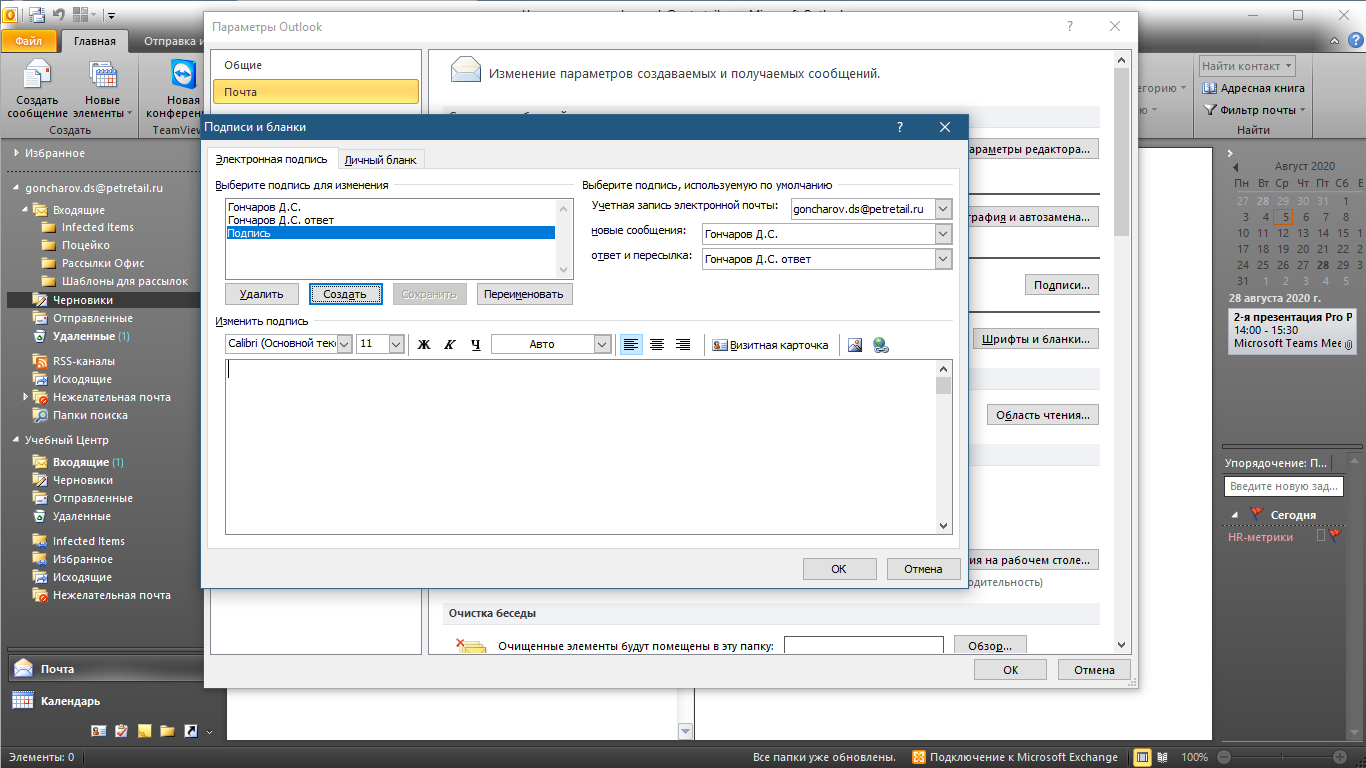 Параметры Outlook
Файл
Главная
Отправка и
Создать сообщение
Новые элементы
Создать
Новая
конферен
TeamView
Найти контакт
Адресная книга
Фильтр почты
Найти
егорию
Общие
Почта
Изменение параметров создаваемых и получаемых сообщений.
Подписи и бланки
Электронная подпись
Личный бланк
Выберите подпись для изменения
Гончаров Д.С.
Гончаров Д.С. ответ
Подпись
Удалить
Создать
Сохранить
Переименовать
Выберите подпись, используемую по умолчанию
Учетная запись электронной почты:
goncharov.ds@petretail.ru
новые сообщения:
Гончаров Д.С.
ответ и пересылка:
Гончаров Д.С. ответ
Изменить подпись
Calibri (Основной тек
11
Ж
К
Ч
Авто
Визитная карточка
ОК
Отмена
араметры редактора...
графия и автозамена...
Подписи...
Шрифты и бланки...
Область чтения...
ия на рабочем столе...
одительность)
Очистка беседы
Очищенные элементы будут помещены в эту папку:
Обзор...
ОК
Отмена
Избранное
goncharov.ds@petretail.ru
Входящие
Infected Items
Поцейко
Рассылки Офис
Шаблоны для рассылок
Черновики
Отправленные
Удаленные (1)
RSS-каналы
Исходящие
Нежелательная почта
Папки поиска
Учебный Центр
Входящие (1)
Черновики
Отправленные
Удаленные
Infected Items
Избранное
Исходящие
Нежелательная почта
Почта
Календарь
Август 2020
Пн Вт Ср Чт Пт Сб В
27 28 29 30 31 1
3 4 5 6 7 8
10 11 12 13 14 15 1
17 18 19 20 21 22 2
24 25 26 27 28 29 3
31 1 2 3 4 5
28 августа 2020 г.
2-я презентация Pro P
14:00 - 15:30
Microsoft Teams Mee
Упорядочение: П...
Введите новую зад...
Сегодня
HR-метрики
Элементы: 0
Все папки уже обновлены.
Подключение к Microsoft Exchange
100%